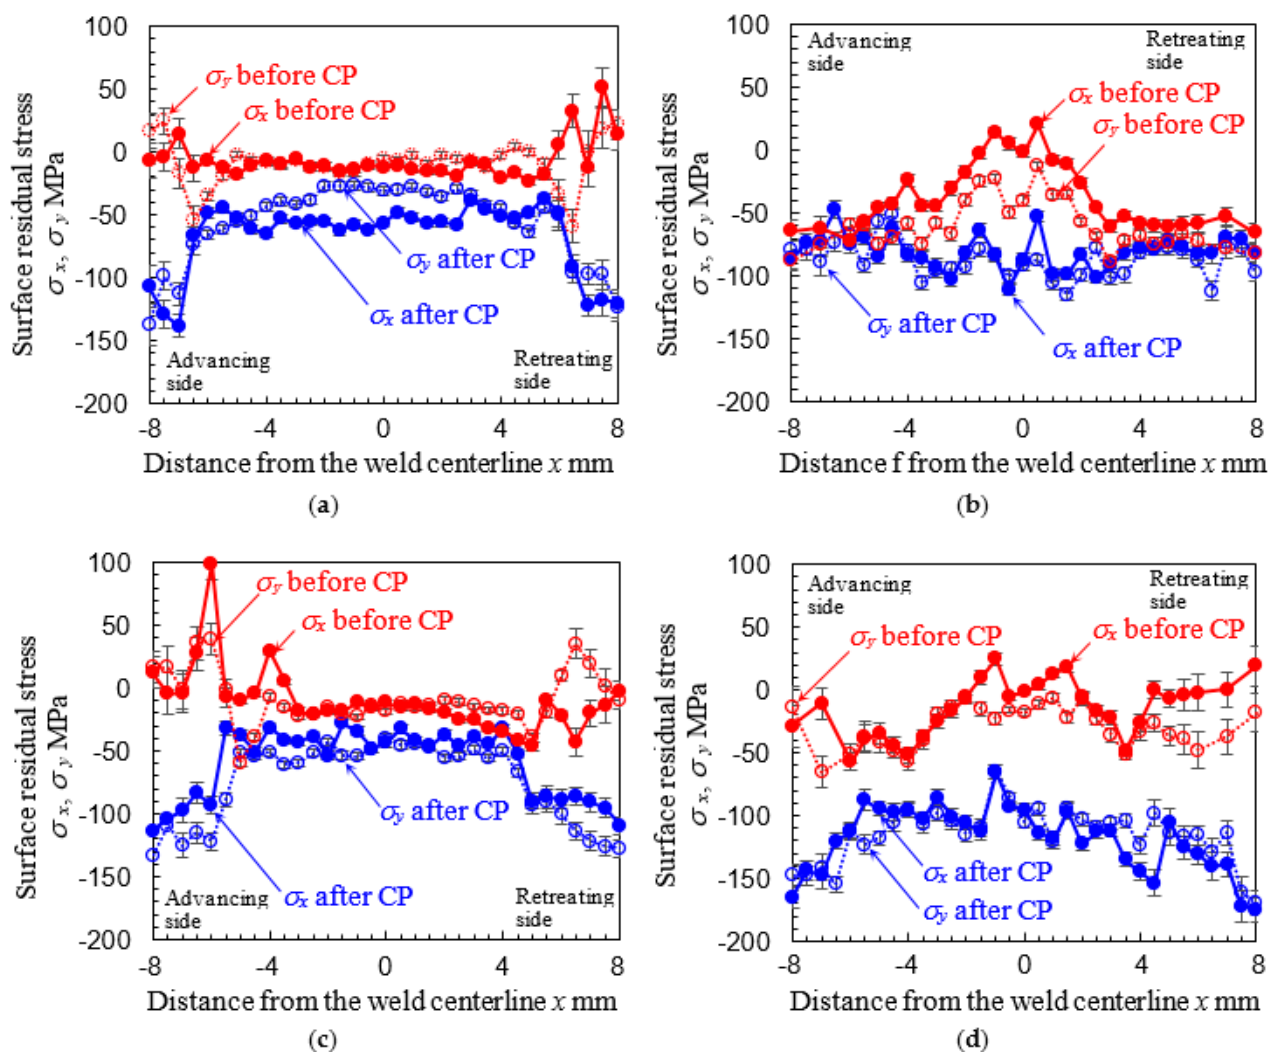 Surface residual stress
σx, σy MPa
100
50
0
-50
-100
-150
-200
σy before CP
σx before CP
σy after CP
σx after CP
Advancing
side
Retreating
side
-8 -4 0 4 8
Distance from the weld centerline x mm
(a)
Surface residual stress
σx, σy MPa
100
50
0
-50
-100
-150
-200
Advancing
side
Retreating
side
σx before CP
σy before CP
σy after CP
σx after CP
-8 -4 0 4 8
Distance f from the weld centerline x mm
(b)
Surface residual stress
σx, σy MPa
100
50
0
-50
-100
-150
-200
σy before CP
σx before CP
σy after CP
σx after CP
Advancing
side
Retreating
side
-8 -4 0 4 8
Distance from the weld centerline x mm
(c)
Surface residual stress
σx, σy MPa
100
50
0
-50
-100
-150
-200
Advancing
side
Retreating
side
σy before CP
σx before CP
σx after CP
σy after CP
-8 -4 0 4 8
Distance from the weld centerline x mm
(d)